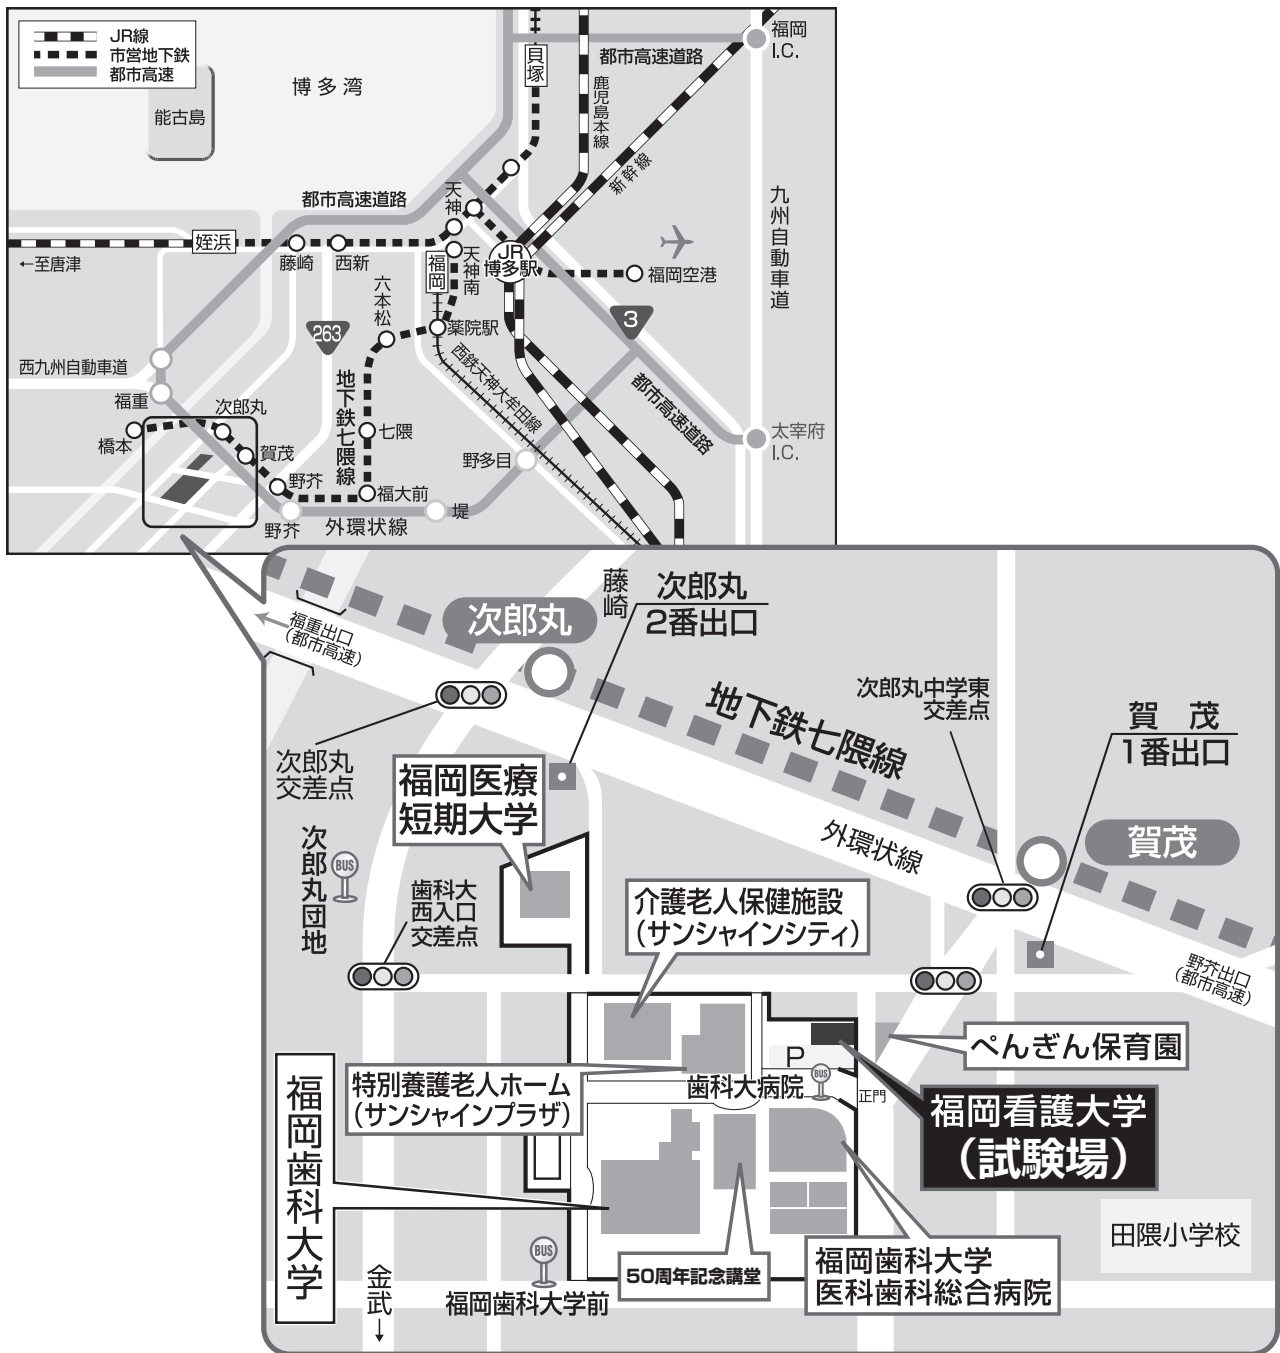 JR線
市営地下鉄
都市高速
博多湾
能古島
貝塚
都市高速道路
福岡
I.C.
鹿児島本線
新幹線
九州自動車道
都市高速道路
天神
姪浜
←至唐津
藤崎
西新
福岡
天神南
JR
博多駅
福岡空港
六本松
薬院駅
263
3
西九州自動車道
福重
次郎丸
橋本
賀茂
野芥
地下鉄七隈線
七隈
福大前
西鉄天神大牟田線
野多目
都市高速道路
太宰府
I.C.
野芥
外環状線
堤
福重出口
(都市高速)
次郎丸
藤崎
次郎丸
2番出口
次郎丸
交差点
地下鉄七隈線
次郎丸中学東
交差点
賀 茂
1番出口
福岡医療
短期大学
次郎丸団地
BUS
歯科大
西入口
交差点
外環状線
賀茂
介護老人保健施設
(サンシャインシティ)
野芥出口
(都市高速)
特別養護老人ホーム
(サンシャインプラザ)
P
BUS
歯科大病院
正門
ぺんぎん保育園
福岡看護大学
(試験場)
福岡歯科大学
50周年記念講堂
福岡歯科大学
医科歯科総合病院
田隈小学校
BUS
福岡歯科大学前
金武
↓